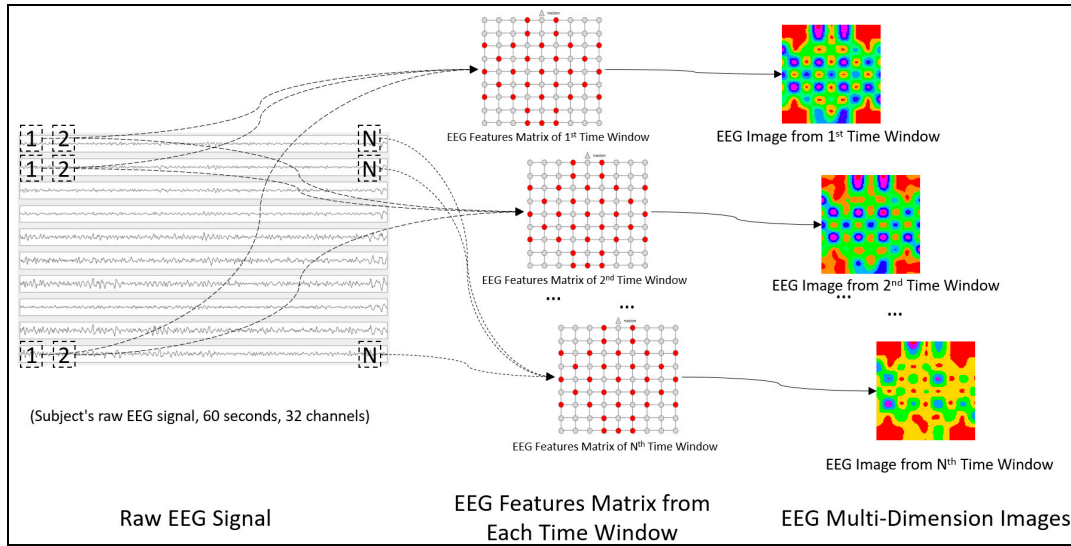 nasion
EEG Features Matrix of 1st Time Window
EEG Image from 1st Time Window
1 2 N
1 2 N
nasion
EEG Features Matrix of 2nd Time Window
EEG Image from 2nd Time Window
... ...
... ...
nasion
1 2 N
EEG Features Matrix of Nth Time Window
EEG Image from Nth Time Window
(Subject's raw EEG signal, 60 seconds, 32 channels)
Raw EEG Signal
EEG Features Matrix from
Each Time Window
EEG Multi-Dimension Images